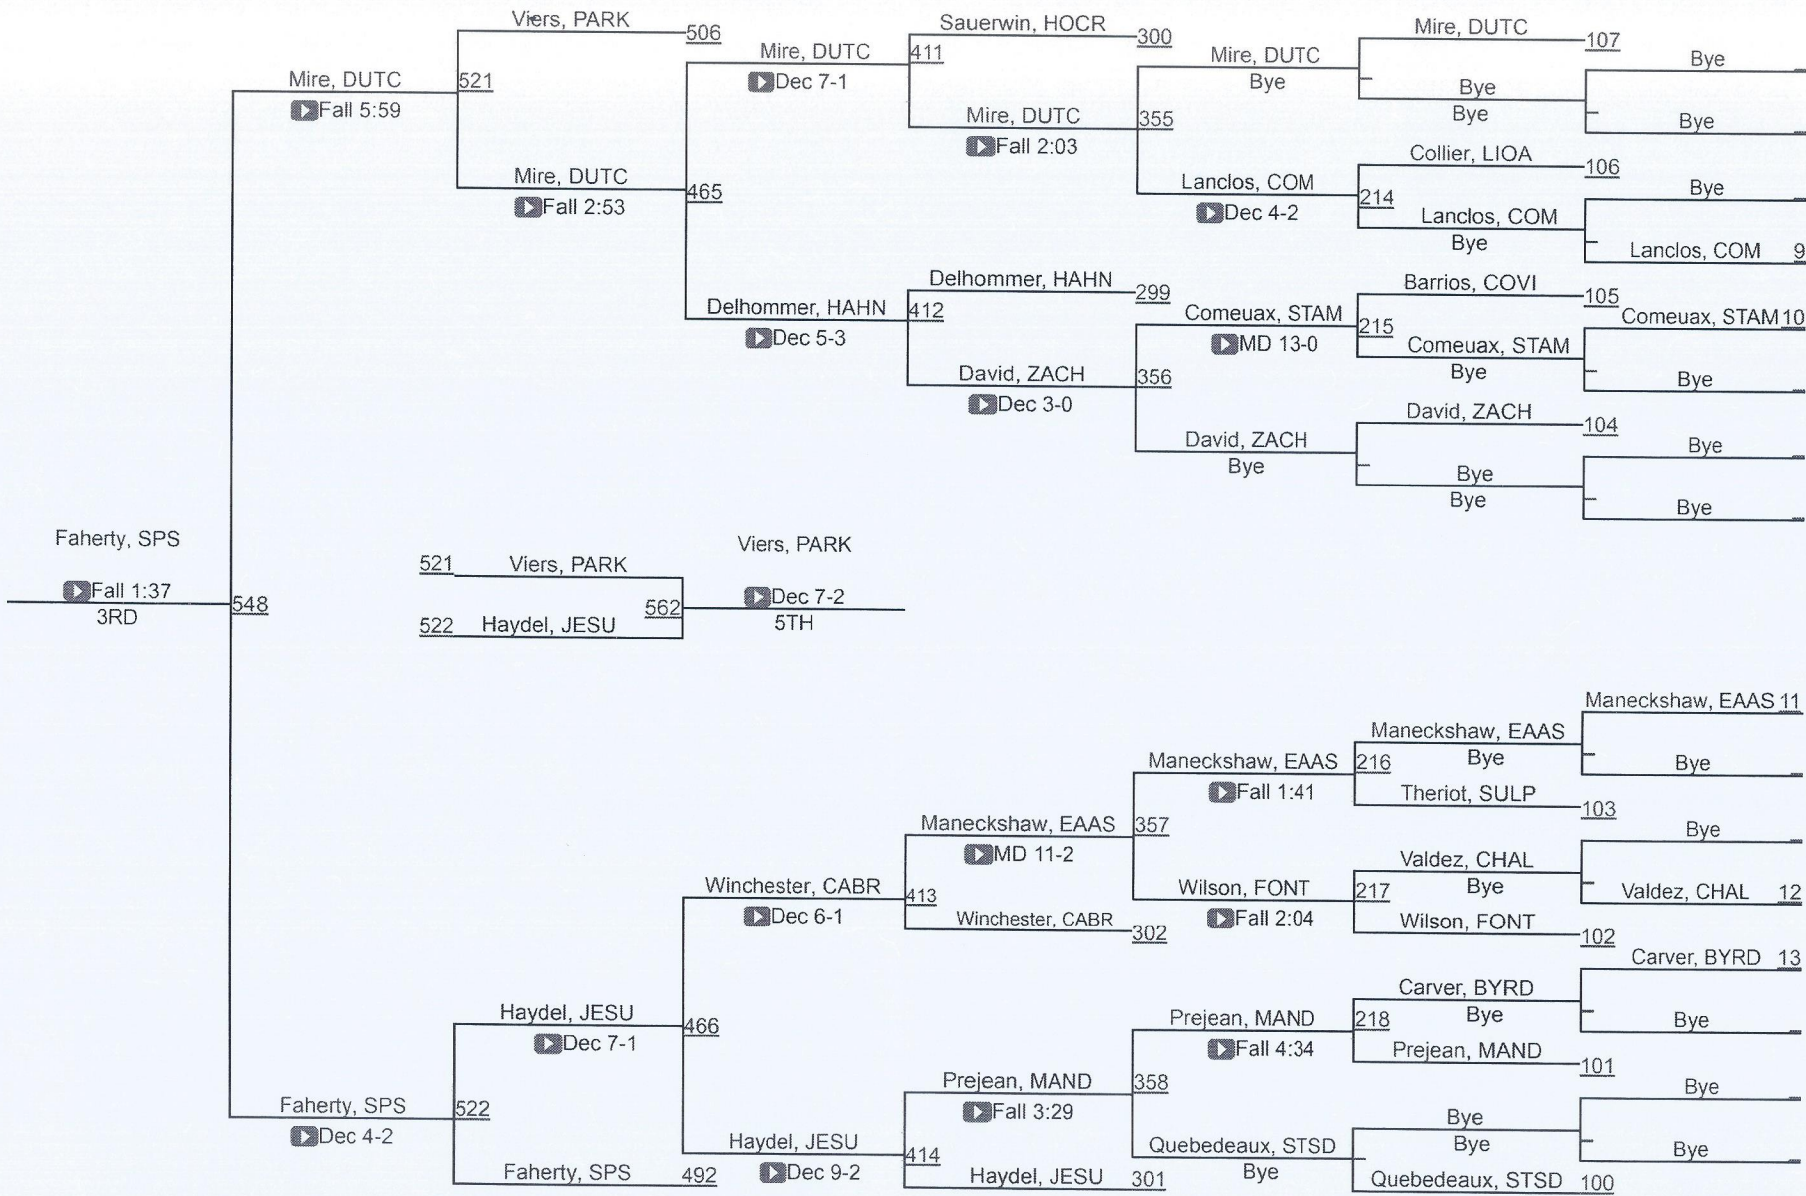 Viers, PARK
506
Mire, DUTC
Fall 5:59
521
Mire, DUTC
Fall 2:53
Mire, DUTC
Dec 7-1
465
Delhommer, HAHN
Dec 5-3
411
Sauerwin, HOCR
300
Mire, DUTC
Fall 2:03
412
Delhommer, HAHN
299
David, ZACH
Dec 3-0
355
Mire, DUTC
Bye
Lanclos, COM
Dec 4-2
356
Comeuax, STAM
MD 13-0
David, ZACH
Bye
Mire, DUTC
107
Bye
Bye
Bye
Bye
214
Collier, LIOA
106
Lanclos, COM
Bye
Bye
Lanclos, COM 9
215
Barrios, COVI
105
Comeuax, STAM
Bye
Comeuax, STAM 10
Bye
David, ZACH
104
Bye
Bye
Bye
Bye
Faherty, SPS
Fall 1:37
3RD
548
521 Viers, PARK
522 Haydel, JESU
562
Viers, PARK
Dec 7-2
5TH
Faherty, SPS
Dec 4-2
522
Haydel, JESU
Dec 7-1
Faherty, SPS 492
466
Winchester, CABR
Dec 6-1
Haydel, JESU
Dec 9-2
413
Maneckshaw, EAAS
MD 11-2
Winchester, CABR
302
414
Prejean, MAND
Fall 3:29
Haydel, JESU 301
357
Maneckshaw, EAAS
Fall 1:41
Wilson, FONT
Fall 2:04
358
Prejean, MAND
Fall 4:34
Quebedeaux, STSD
Bye
216
Maneckshaw, EAAS
Bye
Theriot, SULP
103
Maneckshaw, EAAS 11
Bye
217
Valdez, CHAL
Bye
Wilson, FONT
102
Bye
Valdez, CHAL 12
218
Carver, BYRD
Bye
Prejean, MAND
101
Carver, BYRD 13
Bye
Bye
Bye
Quebedeaux, STSD 100
Bye
Bye